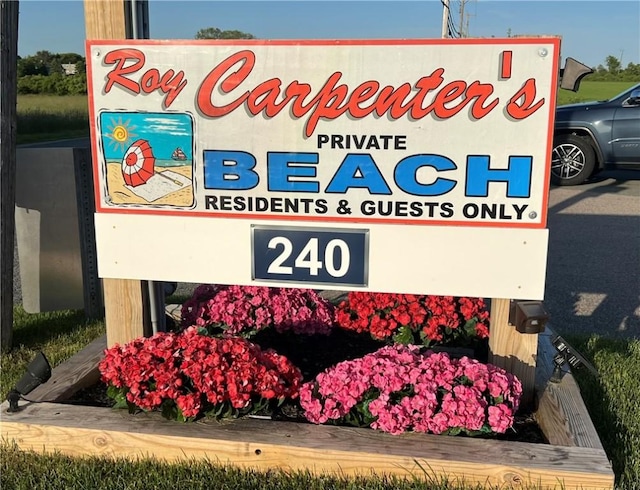 Roy Carpenter's
PRIVATE
BEACH
RESIDENTS & GUESTS ONLY
240